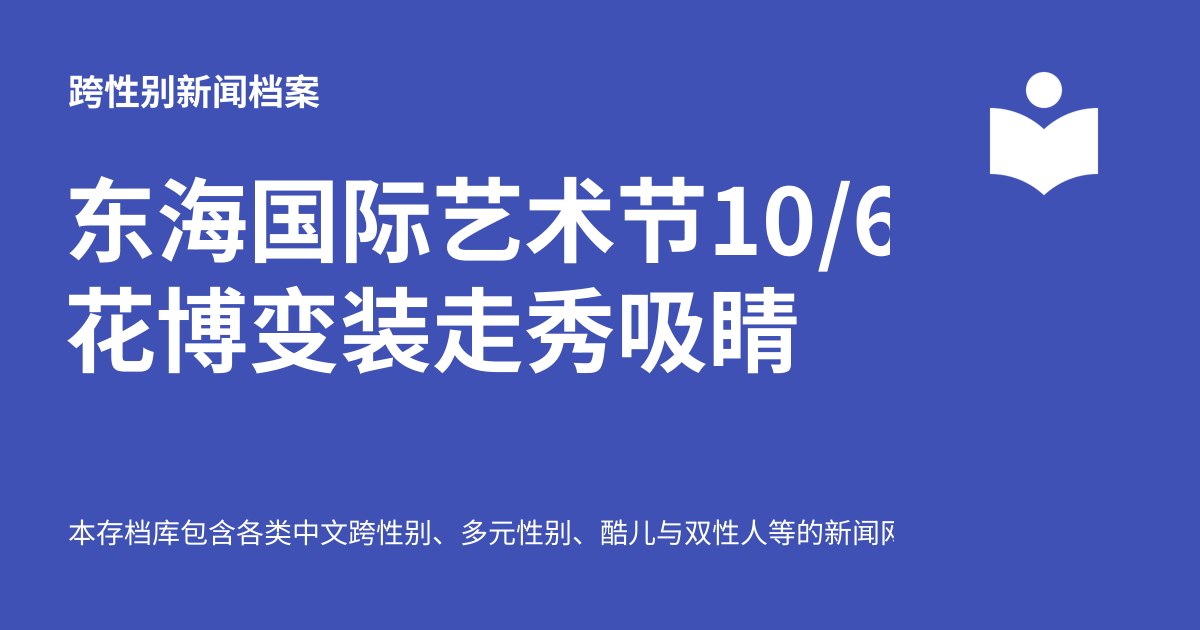 跨性别新闻档案
东海国际艺术节10/6
花博变装走秀吸睛
本存档库包含各类中文跨性别、多元性别、酷儿与双性人等的新闻网